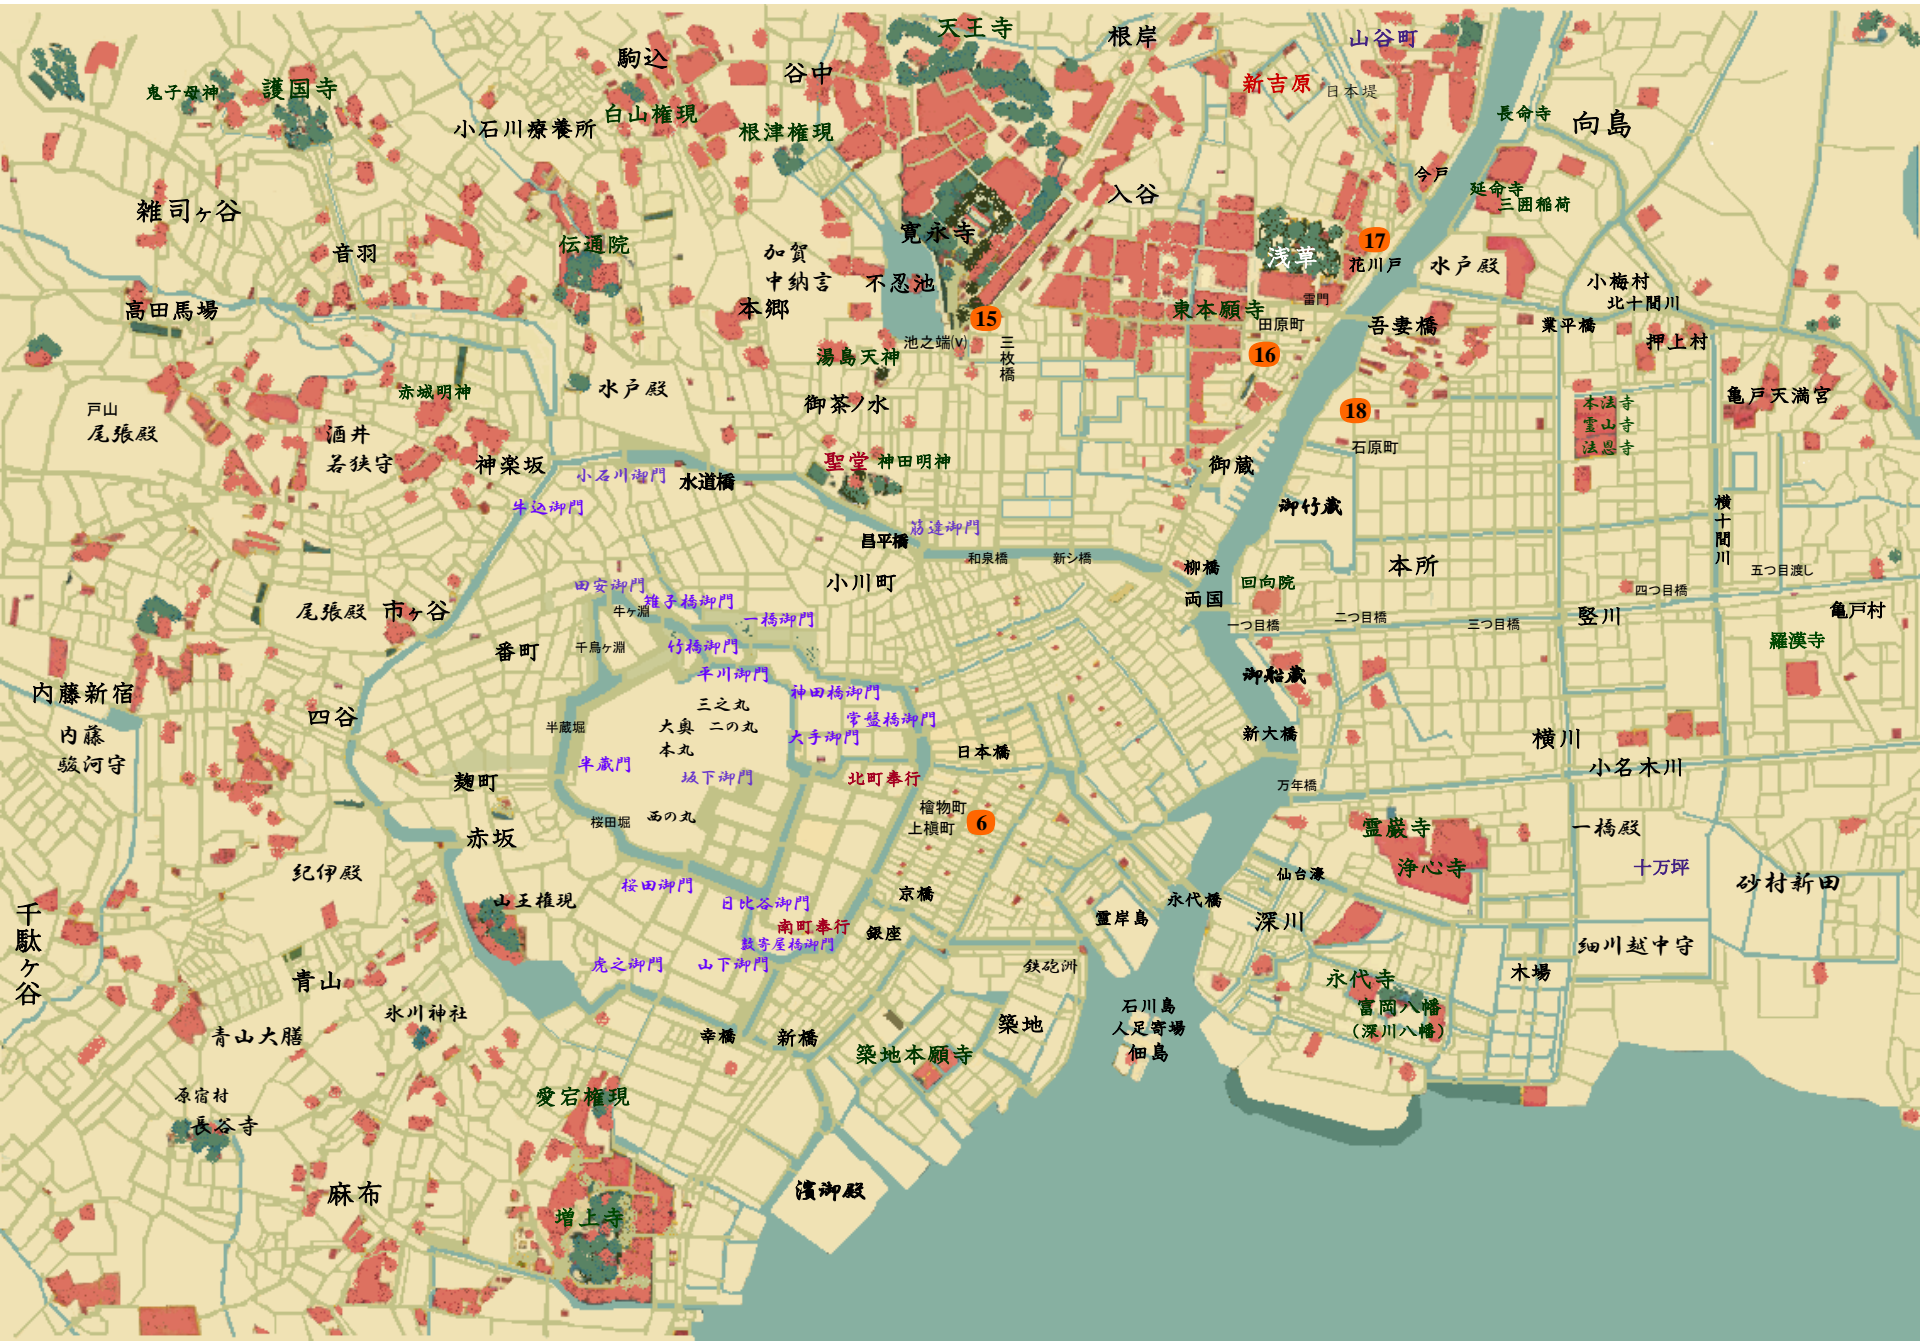 天王寺
根岸
山谷町
駒込
谷中
新吉原
日本堤
鬼子母神
護国寺
白山権現
根津権現
小石川療養所
長命寺
向島
今戸
延命寺
三囲稲荷
入谷
雑司ヶ谷
音羽
伝通院
加賀
中納言
寛永寺
不忍池
浅草
17
花川戸
水戸殿
小梅村
北十間川
高田馬場
本郷
15
東本願寺
雷門
田原町
吾妻橋
業平橋
押上村
池之端(V)
三枚橋
湯島天神
16
赤城明神
水戸殿
御茶ノ水
18
本法寺
霊山寺
法恩寺
亀戸天満宮
戸山
尾張殿
酒井
若狭守
神楽坂
小石川御門
水道橋
聖堂
神田明神
御蔵
石原町
牛込御門
御竹蔵
横十間川
筋違御門
昌平橋
和泉橋
新シ橋
柳橋
本所
五つ目渡し
小川町
回向院
両国
田安御門
雉子橋御門
牛ヶ淵
一橋御門
一つ目橋
二つ目橋
三つ目橋
竪川
四つ目橋
亀戸村
尾張殿
市ヶ谷
番町
千鳥ヶ淵
竹橋御門
平川御門
羅漢寺
内藤新宿
内藤
駿河守
四谷
半蔵堀
三之丸
大奥
二の丸
本丸
神田橋御門
常盤橋御門
大手御門
御船蔵
新大橋
日本橋
横川
小名木川
麹町
半蔵門
坂下御門
北町奉行
万年橋
桜田堀
西の丸
檜物町
上槇町
6
霊巌寺
一橋殿
赤坂
紀伊殿
浄心寺
十万坪
砂村新田
仙台濠
桜田御門
日比谷御門
京橋
永代橋
山王権現
南町奉行
銀座
霊岸島
深川
数寄屋橋御門
細川越中守
千駄ヶ谷
虎之御門
山下御門
鉄砲洲
木場
青山
永代寺
富岡八幡
(深川八幡)
氷川神社
石川島
人足寄場
佃島
青山大膳
幸橋
新橋
築地
築地本願寺
原宿村
長谷寺
愛宕権現
麻布
濱御殿
増上寺